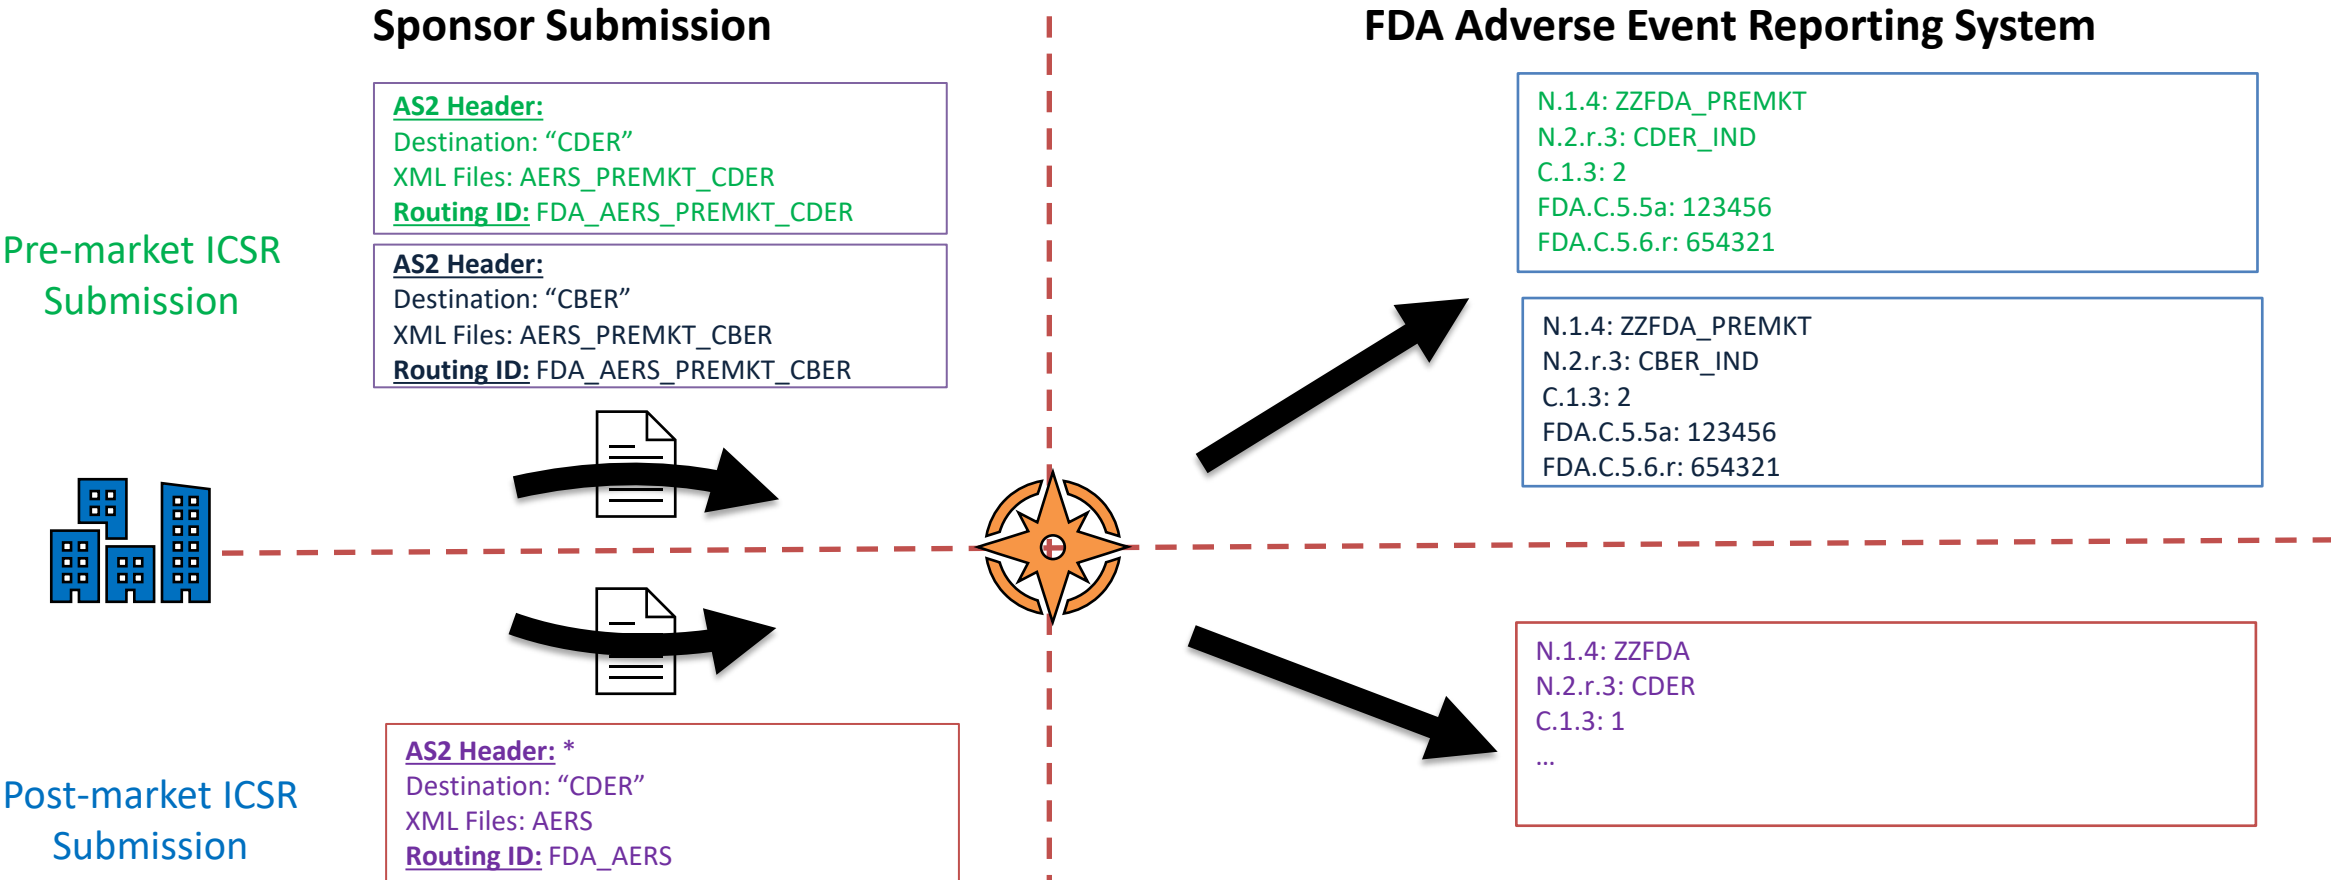 Sponsor Submission
FDA Adverse Event Reporting System
AS2 Header:
Destination: “CDER”
XML Files: AERS_PREMKT_CDER
Routing ID: FDA_AERS_PREMKT_CDER
N.1.4: ZZFDA_PREMKT
N.2.r.3: CDER_IND
C.1.3: 2
FDA.C.5.5a: 123456
FDA.C.5.6.r: 654321
Pre-market ICSR
Submission
AS2 Header:
Destination: “CBER”
XML Files: AERS_PREMKT_CBER
Routing ID: FDA_AERS_PREMKT_CBER
N.1.4: ZZFDA_PREMKT
N.2.r.3: CBER_IND
C.1.3: 2
FDA.C.5.5a: 123456
FDA.C.5.6.r: 654321
N.1.4: ZZFDA
N.2.r.3: CDER
C.1.3: 1
...
Post-market ICSR
Submission
AS2 Header: *
Destination: “CDER”
XML Files: AERS
Routing ID: FDA_AERS